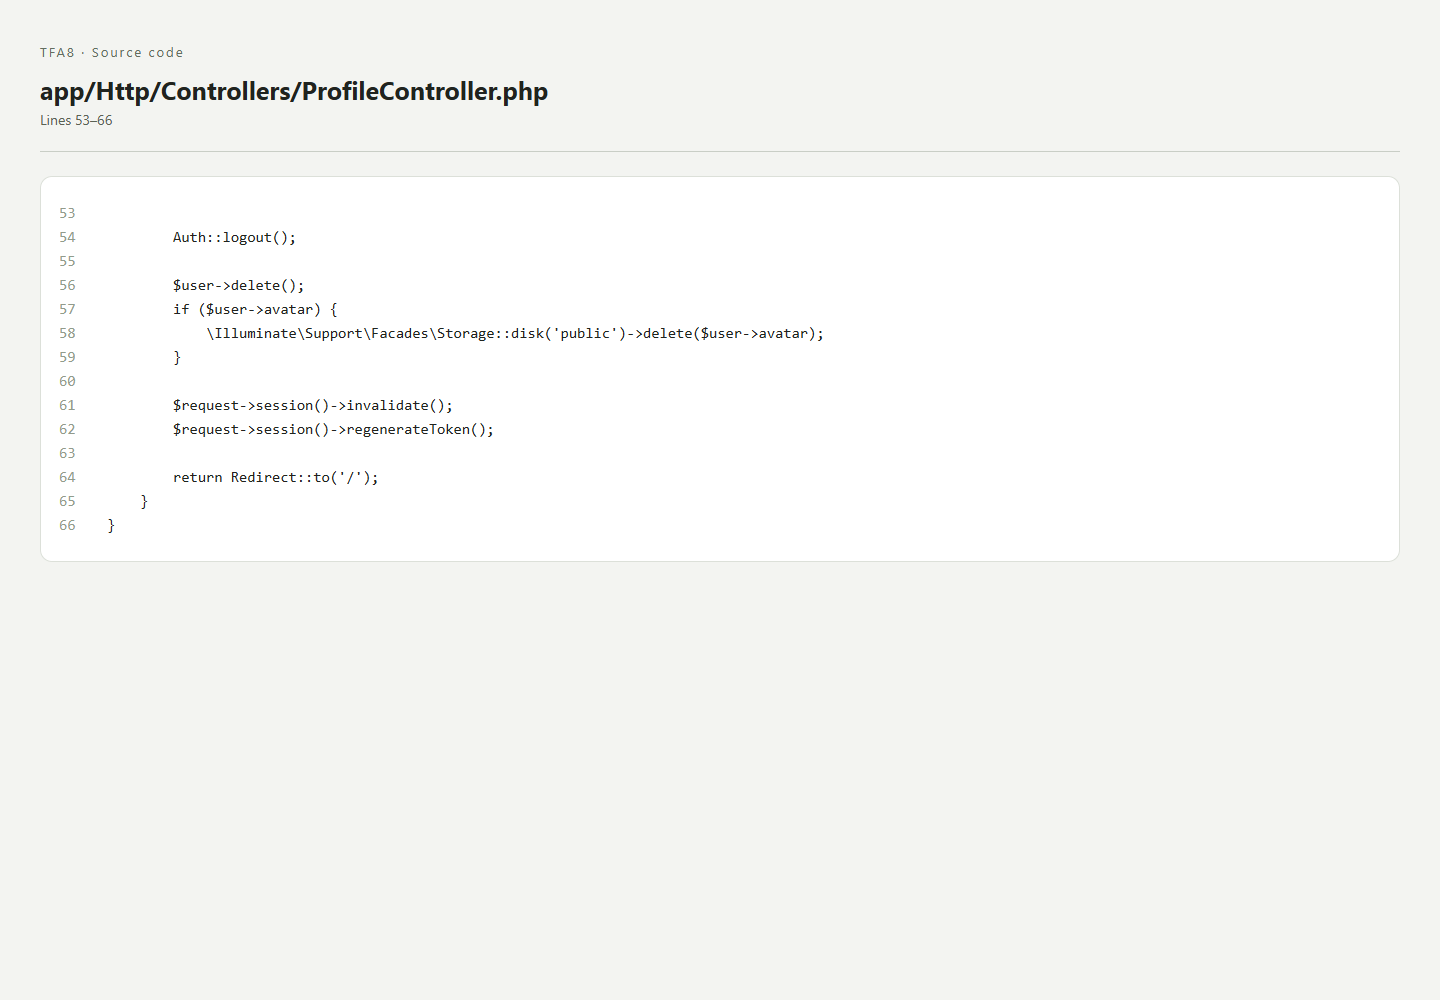 TFA8 · Source code
app/Http/Controllers/ProfileController.php
Lines 53–66
53
54        Auth::logout();
55
56        $user->delete();
57        if ($user->avatar) {
58            \Illuminate\Support\Facades\Storage::disk('public')->delete($user->avatar);
59        }
60
61        $request->session()->invalidate();
62        $request->session()->regenerateToken();
63
64        return Redirect::to('/');
65    }
66}